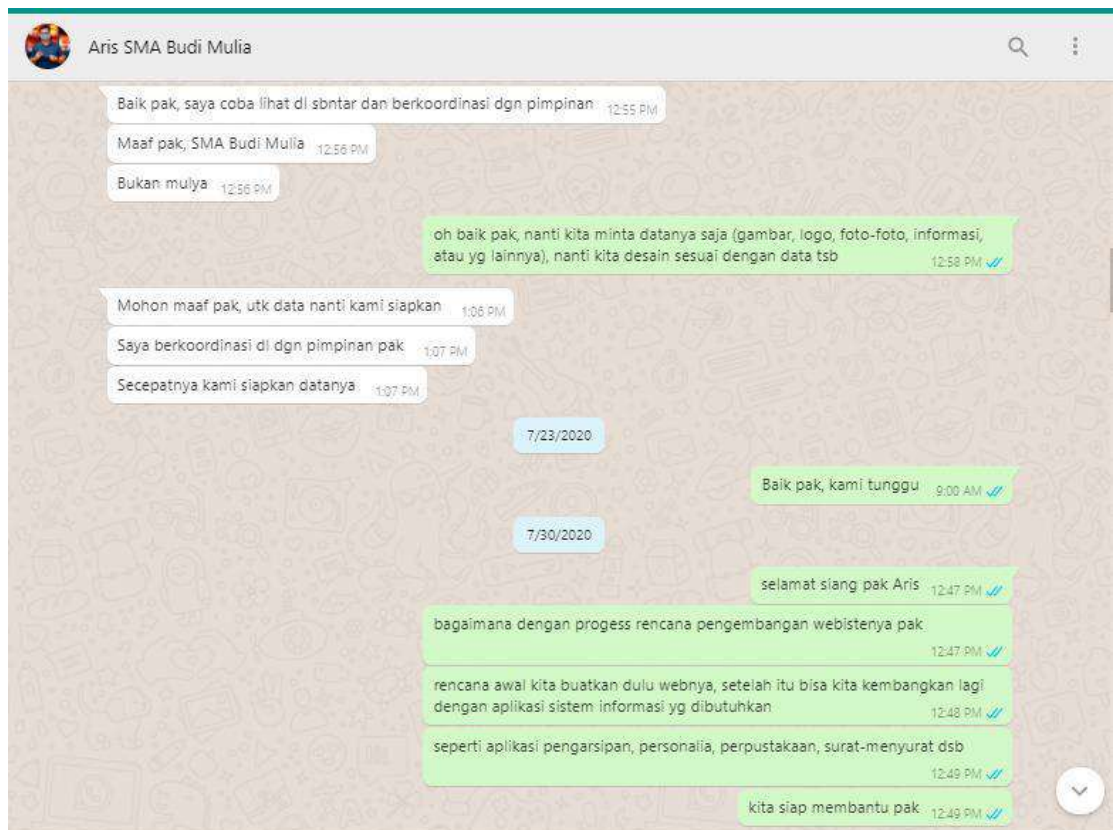 Aris SMA Budi Mulia
Baik pak, saya coba lihat dl sbntar dan berkoordinasi dgn pimpinan 12:55 PM
Maaf pak, SMA Budi Mulia 12:56 PM
Bukan mulya 12:56 PM
oh baik pak, nanti kita minta datanya saja (gambar, logo, foto-foto, informasi,
atau yg lainnya), nanti kita desain sesuai dengan data tsb 12:58 PM
Mohon maaf pak, utk data nanti kami siapkan 1:06 PM
Saya berkoordinasi dl dgn pimpinan pak 1:07 PM
Secepatnya kami siapkan datanya 1:07 PM
7/23/2020
Baik pak, kami tunggu 9:00 AM
7/30/2020
selamat siang pak Aris 12:47 PM
bagaimana dengan progess rencana pengembangan webistenya pak
12:47 PM
rencana awal kita buatkan dulu webnya, setelah itu bisa kita kembangkan lagi
dengan aplikasi sistem informasi yg dibutuhkan 12:48 PM
seperti aplikasi pengarsipan, personalia, perpustakaan, surat-menyurat dsb
12:49 PM
kita siap membantu pak 12:49 PM